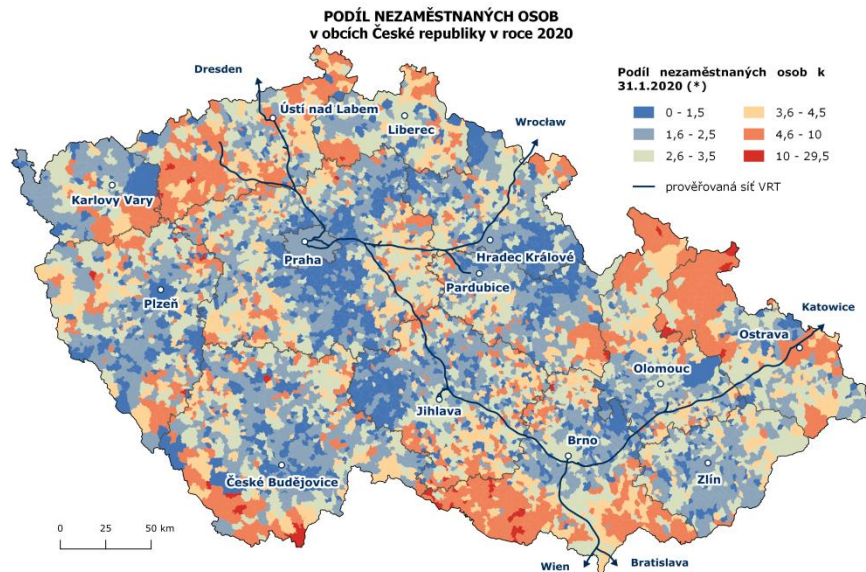 PODÍL NEZAMĚSTNANÝCH OSOB
v obcích České republiky v roce 2020
Podíl nezaměstnaných osob k
31.1.2020 (*)
0 - 1,5
3,6 - 4,5
1,6 - 2,5
4,6 - 10
2,6 - 3,5
10 - 29,5
prověřovaná síť VRT
Dresden
Ústí nad Labem
Liberec
Wrocław
Karlovy Vary
Praha
Hradec Králové
Pardubice
Plzeň
Katowice
Ostrava
Olomouc
Jihlava
Brno
Zlín
České Budějovice
0 25 50 km
Wien
Bratislava